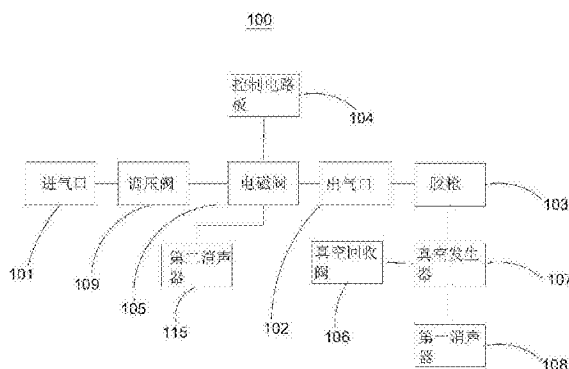 100
控制电路
板
104
进气口
调压阀
电磁阀
出气口
胶枪
103
101
109
105
第二消声
器
115
102
真空回收
阀
106
真空发生
器
107
第一消声
器
108